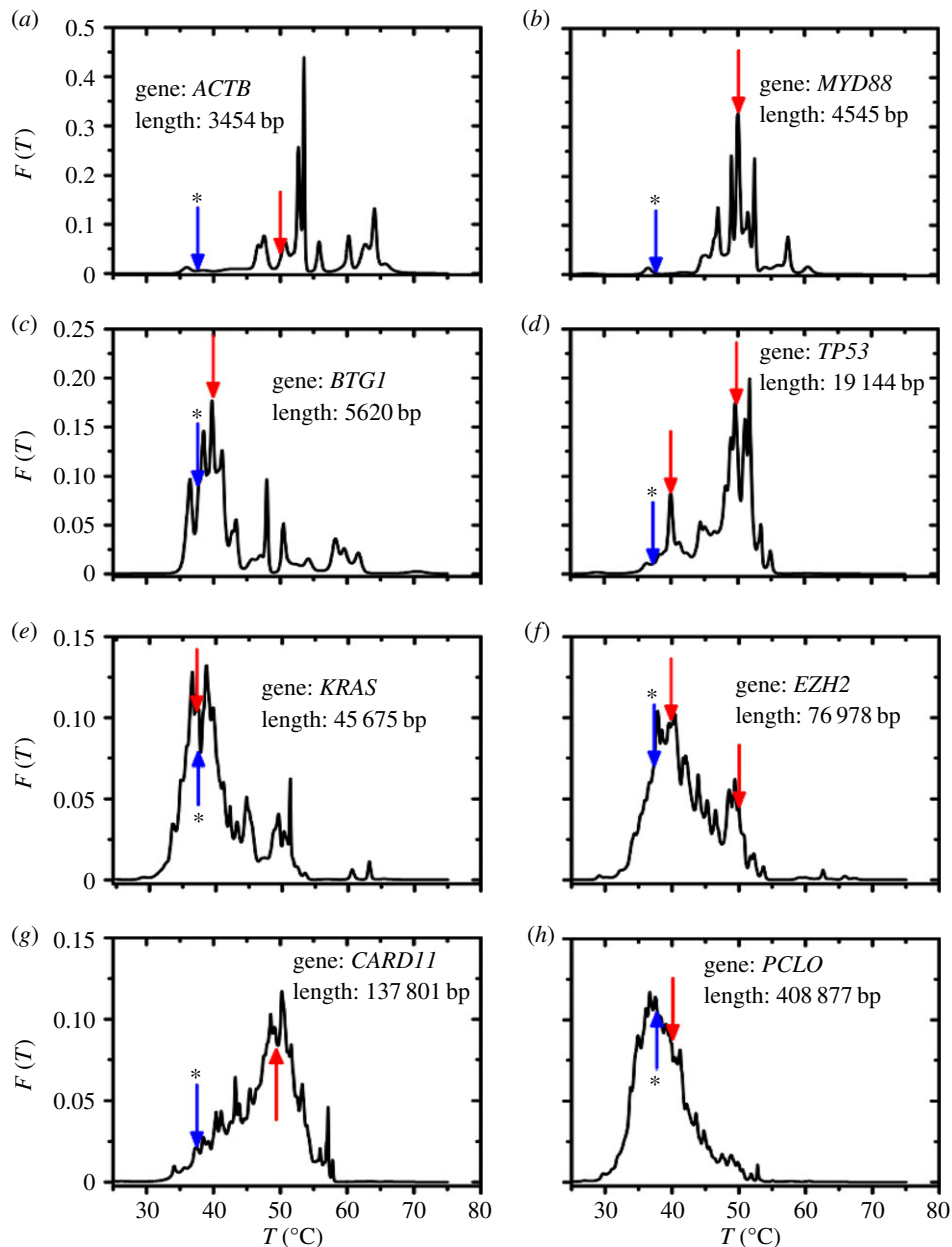 (a)
0.5
0.4
0.3
0.2
0.1
0
F (T)
gene: ACTB
length: 3454 bp
*
(b)
gene: MYD88
length: 4545 bp
*
(c)
0.25
0.20
0.15
0.10
0.05
0
F (T)
gene: BTG1
length: 5620 bp
*
(d)
gene: TP53
length: 19 144 bp
*
(e)
0.15
0.10
0.05
0
F (T)
gene: KRAS
length: 45 675 bp
*
(f)
gene: EZH2
length: 76 978 bp
*
(g)
0.15
0.10
0.05
0
F (T)
gene: CARD11
length: 137 801 bp
*
30 40 50 60 70 80
T (°C)
(h)
gene: PCLO
length: 408 877 bp
*
30 40 50 60 70 80
T (°C)